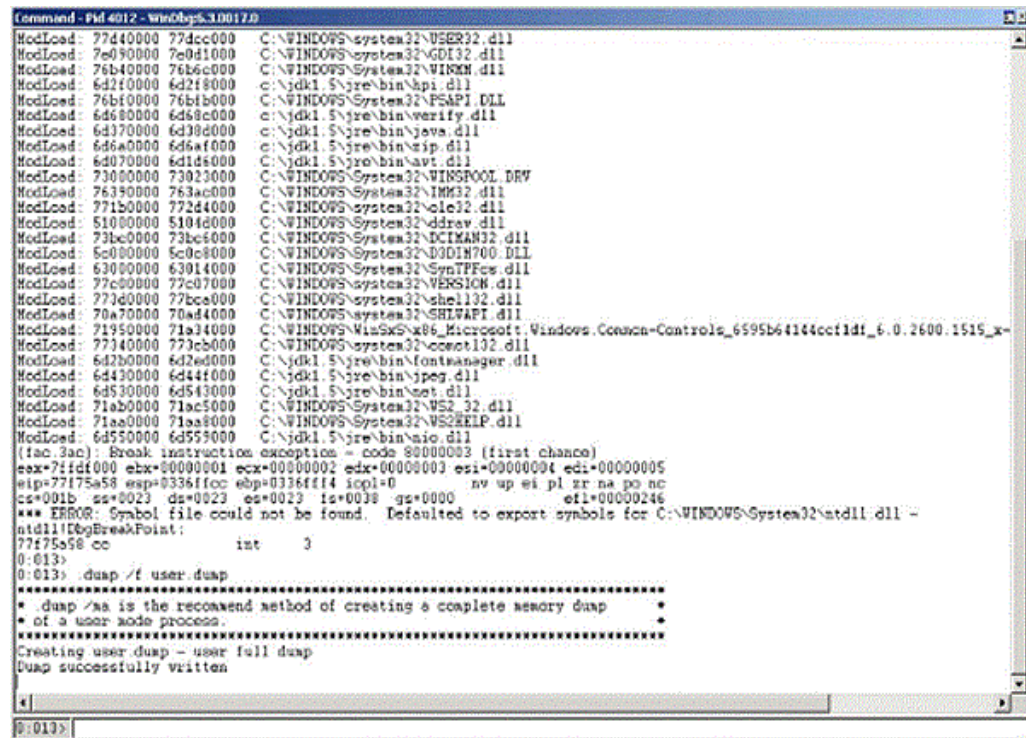 Command - Pid 4012 - WinDbg:6.3.0017.0
ModLoad: 77d40000 77dcc000 C:\WINDOWS\system32\USER32.dll
ModLoad: 7e090000 7e0d1000 C:\WINDOWS\system32\GDI32.dll
ModLoad: 76b40000 76b6c000 C:\WINDOWS\System32\WINMM.dll
ModLoad: 6d2f0000 6d2f8000 c:\jdk1.5\jre\bin\hpi.dll
ModLoad: 76bf0000 76bfb000 C:\WINDOWS\System32\PSAPI.DLL
ModLoad: 6d680000 6d68c000 c:\jdk1.5\jre\bin\verify.dll
ModLoad: 6d370000 6d38d000 c:\jdk1.5\jre\bin\java.dll
ModLoad: 6d6a0000 6d6af000 c:\jdk1.5\jre\bin\zip.dll
ModLoad: 6d070000 6d1d6000 C:\jdk1.5\jre\bin\awt.dll
ModLoad: 73000000 73023000 C:\WINDOWS\System32\WINSPOOL.DRV
ModLoad: 76390000 763ac000 C:\WINDOWS\System32\IMM32.dll
ModLoad: 771b0000 772d4000 C:\WINDOWS\system32\ole32.dll
ModLoad: 51000000 5104d000 C:\WINDOWS\System32\ddraw.dll
ModLoad: 73bc0000 73bc6000 C:\WINDOWS\System32\DCIMAN32.dll
ModLoad: 5c000000 5c0c8000 C:\WINDOWS\System32\D3DIM700.DLL
ModLoad: 63000000 63014000 C:\WINDOWS\System32\SynTPFcs.dll
ModLoad: 77c00000 77c07000 C:\WINDOWS\system32\VERSION.dll
ModLoad: 773d0000 77bca000 C:\WINDOWS\system32\shell32.dll
ModLoad: 70a70000 70ad4000 C:\WINDOWS\system32\SHLWAPI.dll
ModLoad: 71950000 71a34000 C:\WINDOWS\WinSxS\x86_Microsoft.Windows.Common-Controls_6595b64144ccf1df_6.0.2600.1515_x-
ModLoad: 77340000 773cb000 C:\WINDOWS\system32\comctl32.dll
ModLoad: 6d2b0000 6d2ed000 C:\jdk1.5\jre\bin\fontmanager.dll
ModLoad: 6d430000 6d44f000 C:\jdk1.5\jre\bin\jpeg.dll
ModLoad: 6d530000 6d543000 C:\jdk1.5\jre\bin\net.dll
ModLoad: 71ab0000 71ac5000 C:\WINDOWS\System32\WS2_32.dll
ModLoad: 71aa0000 71aa8000 C:\WINDOWS\System32\WS2HELP.dll
ModLoad: 6d550000 6d559000 C:\jdk1.5\jre\bin\nio.dll
(fac.3ac): Break instruction exception - code 80000003 (first chance)
eax=7ffdf000 ebx=00000001 ecx=00000002 edx=00000003 esi=00000004 edi=00000005
eip=77f75a58 esp=0336ffcc ebp=0336fff4 iopl=0 nv up ei pl zr na po nc
cs=001b ss=0023 ds=0023 es=0023 fs=0038 gs=0000 efl=00000246
*** ERROR: Symbol file could not be found. Defaulted to export symbols for C:\WINDOWS\System32\ntdll.dll -
ntdll!DbgBreakPoint:
77f75a58 cc int 3
0:013>
0:013> .dump /f user.dump
*******************************************************************
* .dump /ma is the recommend method of creating a complete memory dump *
* of a user mode process. *
*******************************************************************
Creating user.dump - user full dump
Dump successfully written
0:013>